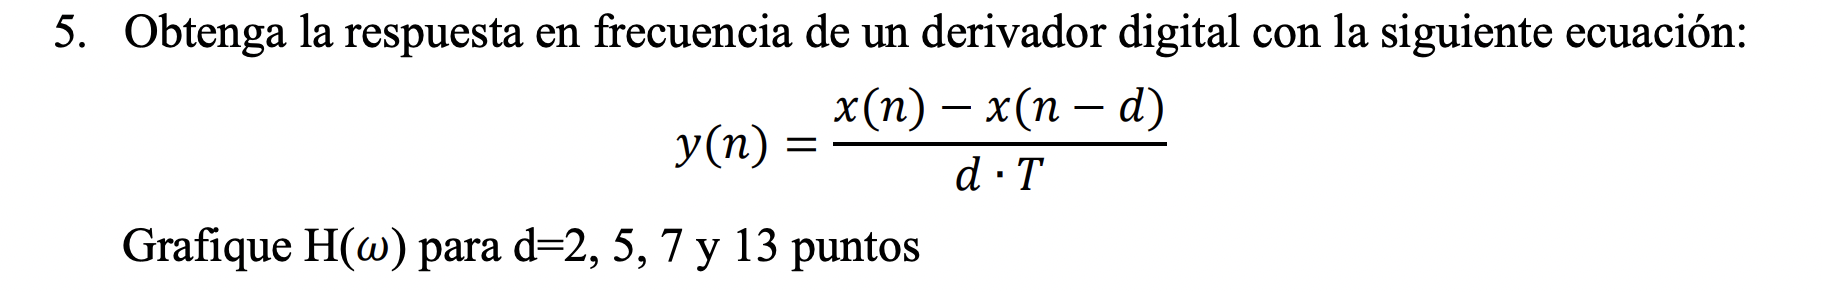 5. Obtenga la respuesta en frecuencia de un derivador digital con la siguiente ecuación:
y(n) = \frac{x(n) − x(n − d)}{d · T}
Grafique H(ω) para d=2, 5, 7 y 13 puntos